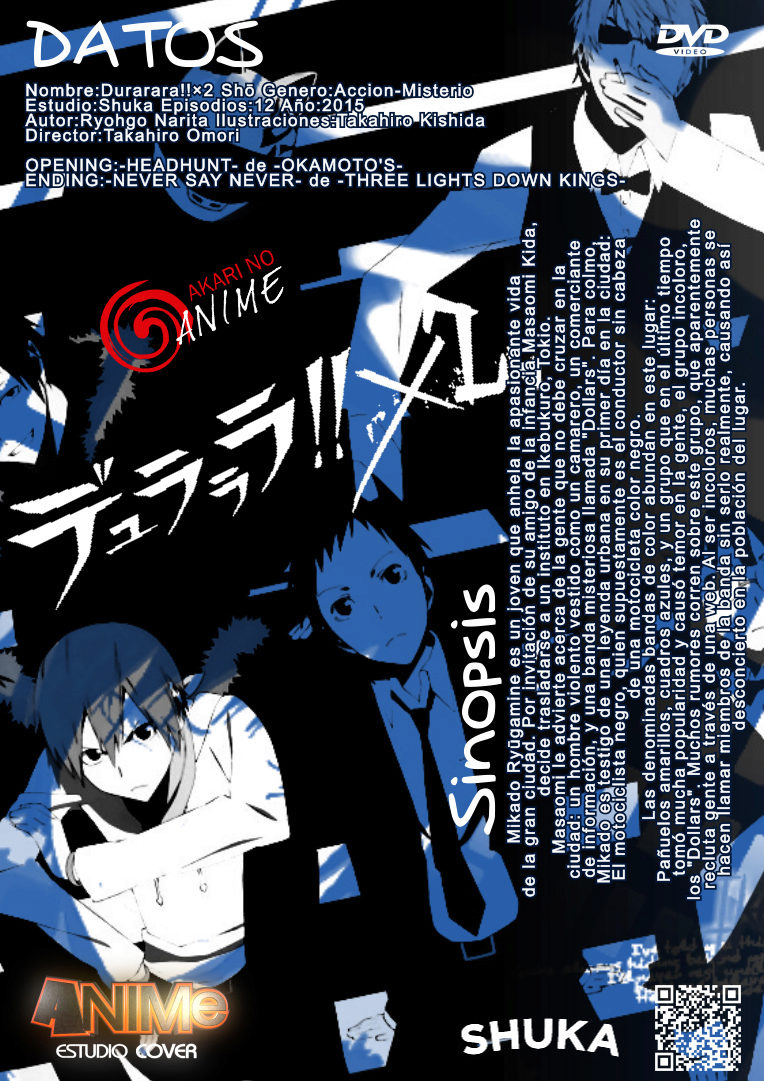 DATOS
DVD
VIDEO
Nombre:Durarara!!×2 Shō Genero:Accion-Misterio
Estudio:Shuka Episodios:12 Año:2015
Autor:Ryohgo Narita Ilustraciones:Takahiro Kishida
Director:Takahiro Omori
OPENING:-HEADHUNT- de -OKAMOTO'S-
ENDING:-NEVER SAY NEVER- de -THREE LIGHTS DOWN KINGS-
AKARI NO
ANIME
デュラララ!!×2
Sinopsis
Mikado Ryūgamine es un joven que anhela la apasionante vida
de la gran ciudad. Por invitación de su amigo de la infancia Masaomi Kida,
decide trasladarse a un instituto en Ikebukuro, Tokio.
Masaomi le advierte acerca de la gente que no debe cruzar en la
ciudad: un hombre violento vestido como un camarero, un comerciante
de información, y una banda misteriosa llamada "Dollars". Para colmo,
Mikado es testigo de una leyenda urbana en su primer día en la ciudad:
El motociclista negro, quien supuestamente es el conductor sin cabeza
de una motocicleta color negro.
Las denominadas bandas de color abundan en este lugar:
Pañuelos amarillos, cuadros azules, y un grupo que en el último tiempo
tomó mucha popularidad y causó temor en la gente, el grupo incoloro,
los "Dollars". Muchos rumores corren sobre este grupo, que aparentemente
recluta gente a través de una web. Al ser incoloros, muchas personas se
hacen llamar miembros de la banda sin serlo realmente, causando así
desconcierto en la población del lugar.
ANIMe
ESTUDIO COVER
SHUKA